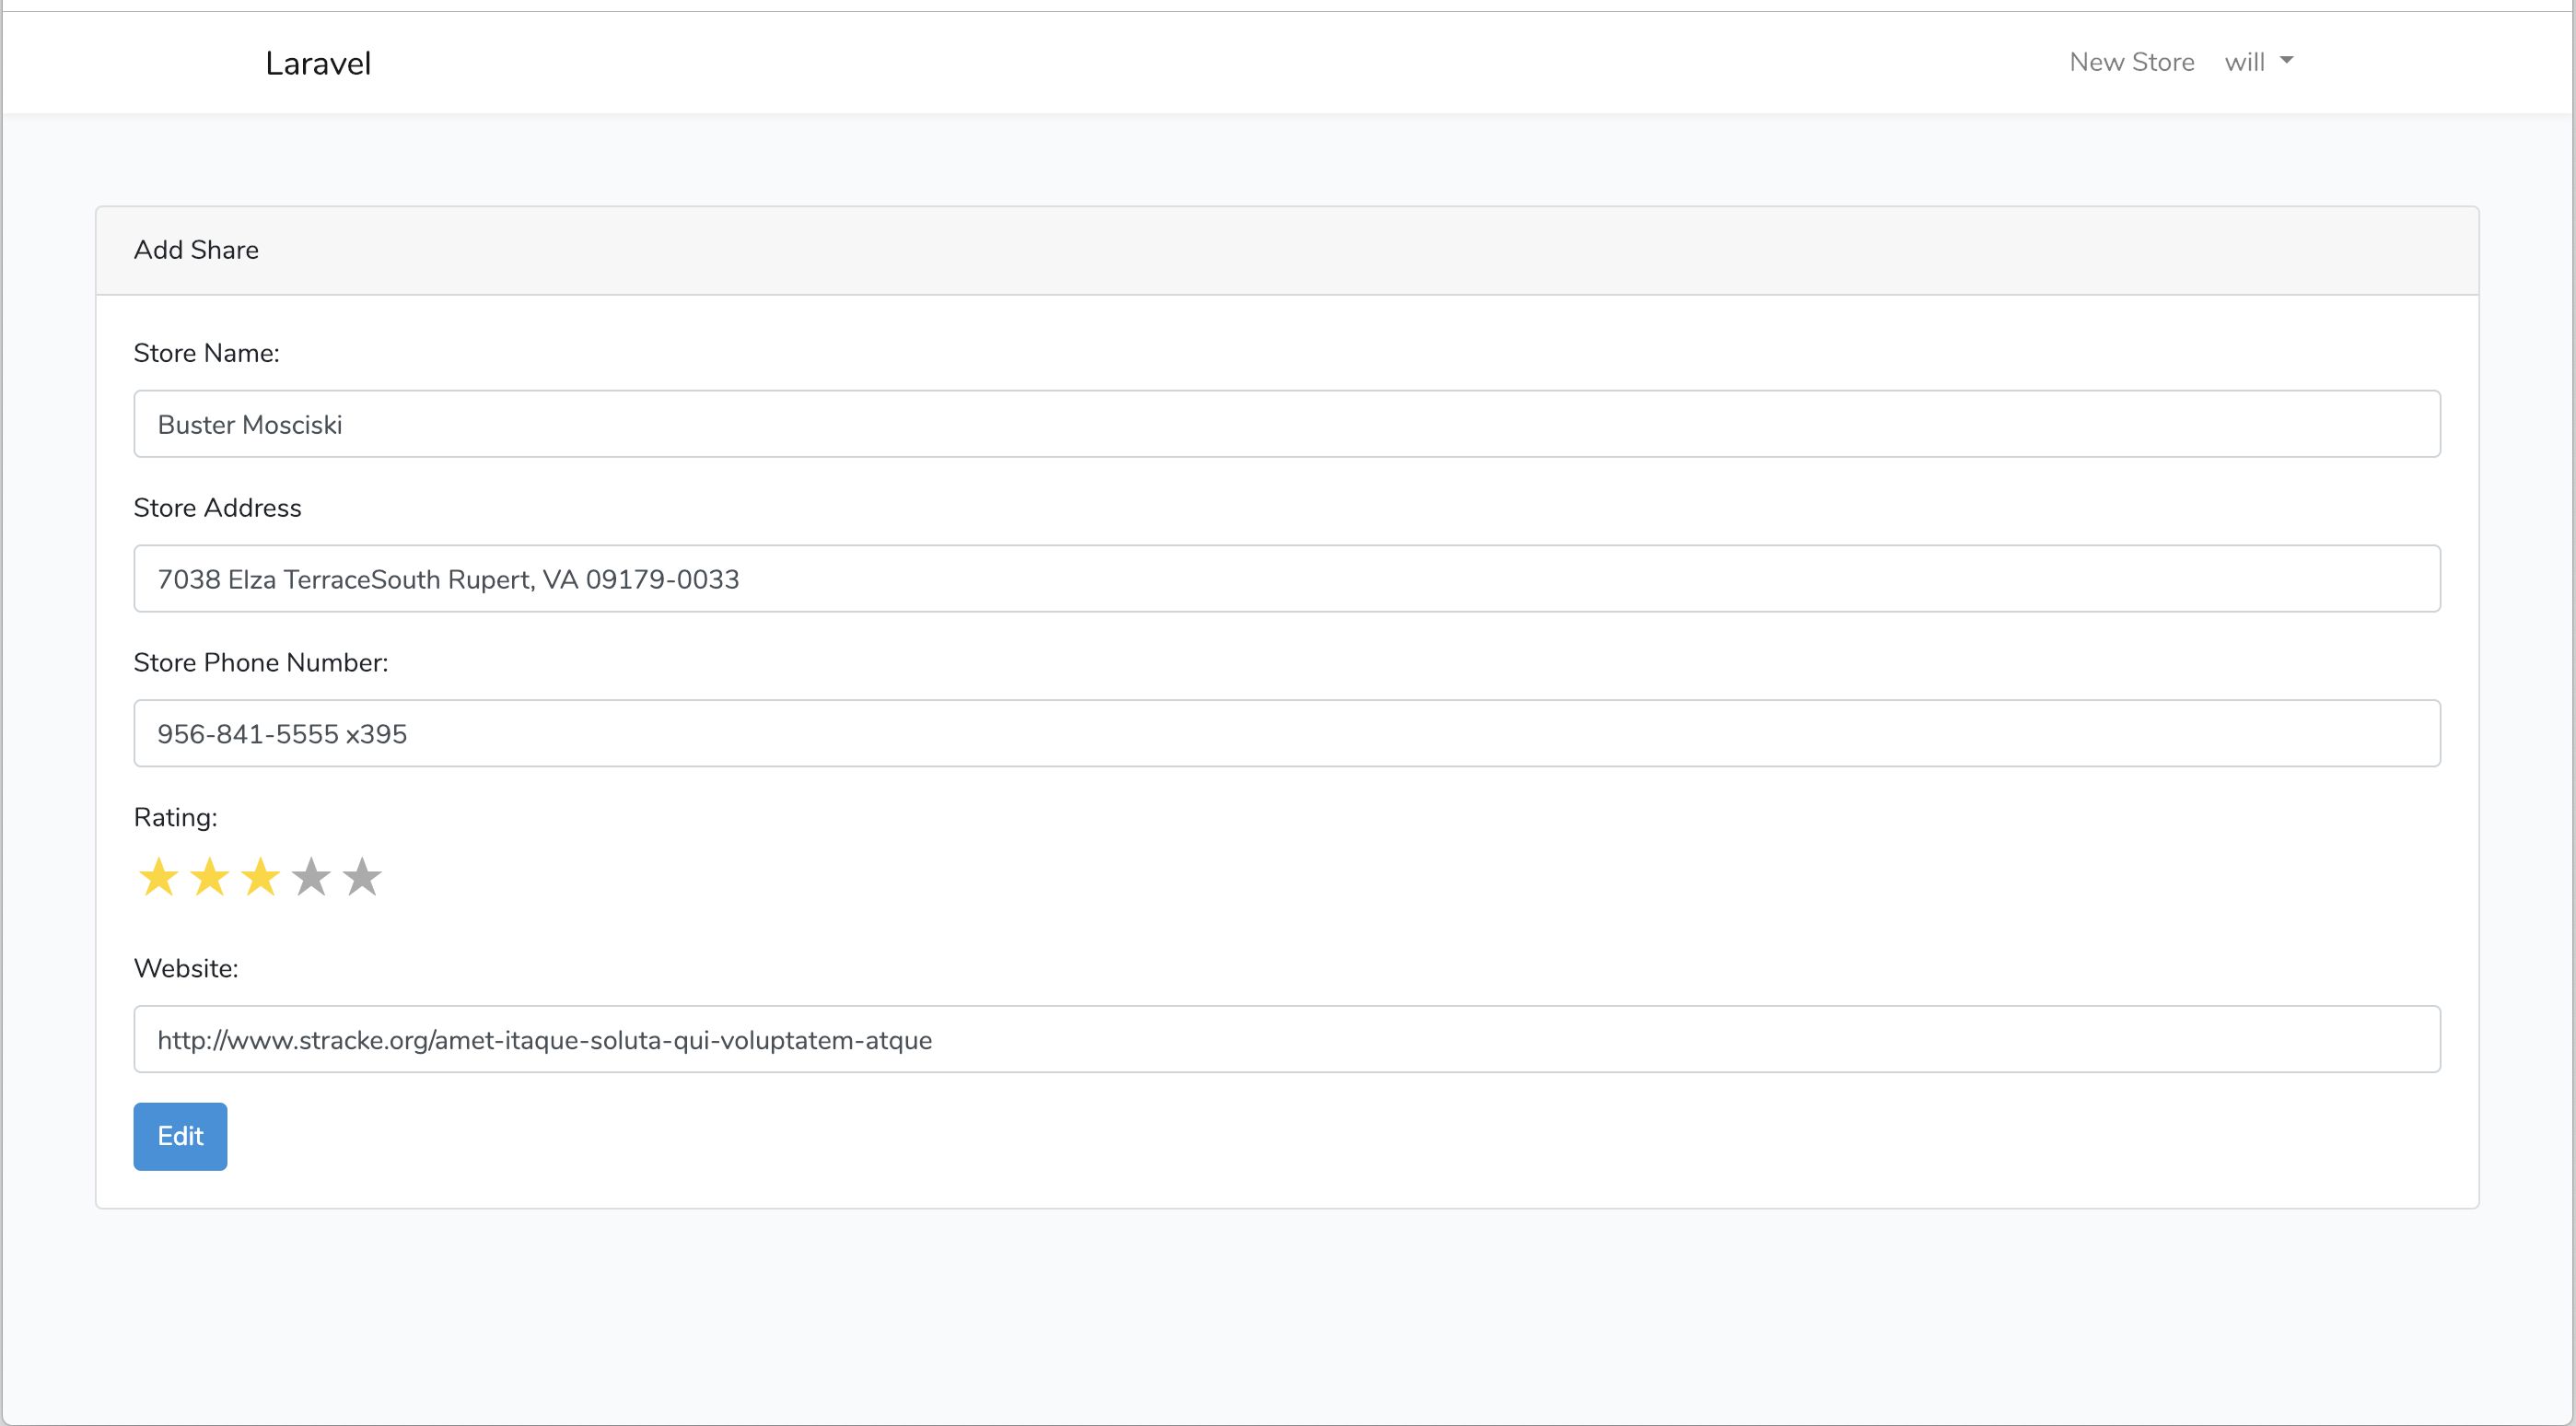 Laravel
New Store will
Add Share
Store Name:
Buster Mosciski
Store Address
7038 Elza TerraceSouth Rupert, VA 09179-0033
Store Phone Number:
956-841-5555 x395
Rating:
Website:
http://www.stracke.org/amet-itaque-soluta-qui-voluptatem-atque
Edit